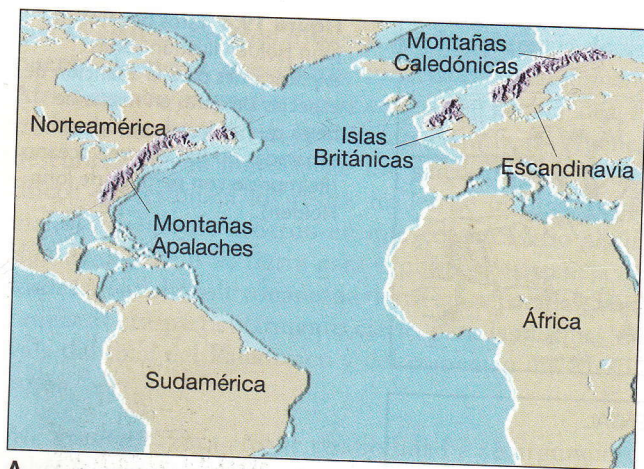 Montañas
Caledónicas
Norteamérica
Islas
Británicas
Escandinavia
Montañas
Apalaches
África
Sudamérica
A